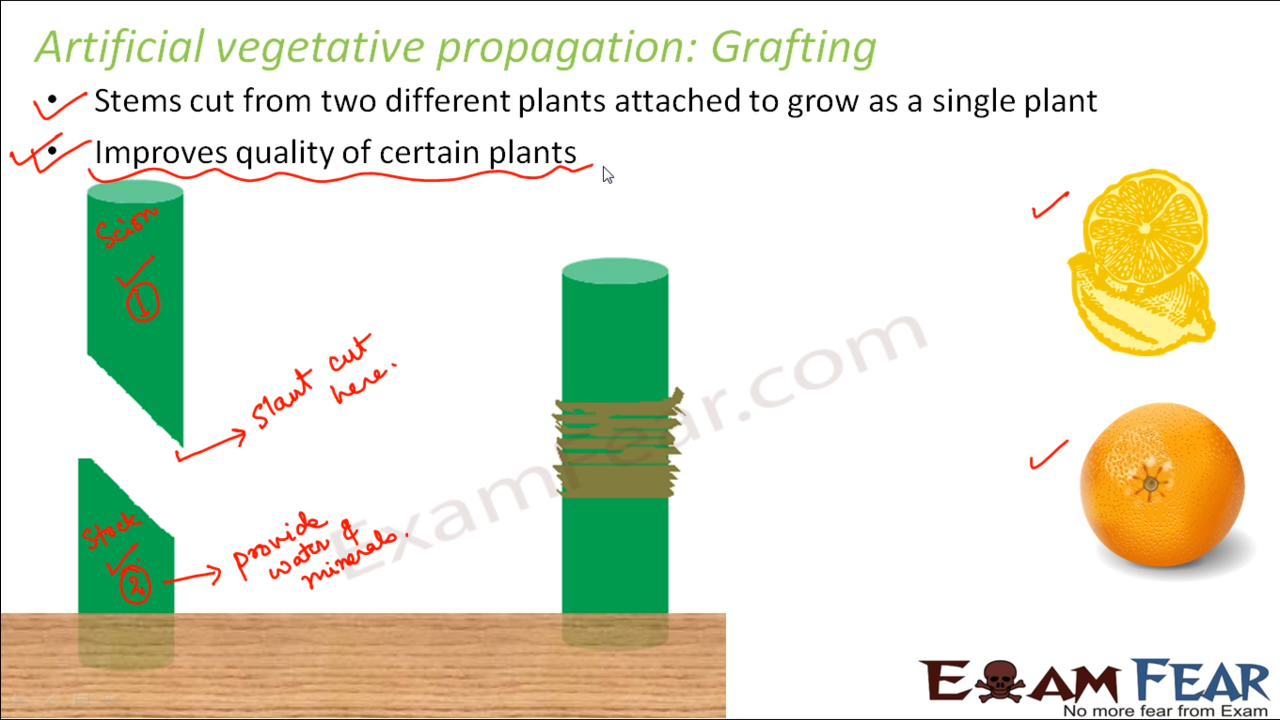 Artificial vegetative propagation: Grafting
• Stems cut from two different plants attached to grow as a single plant
• Improves quality of certain plants
Scion
1
Slant cut
here.
Stock
2
provide
water &
minerals.
ExamFear.com
EXAM FEAR
No more fear from Exam